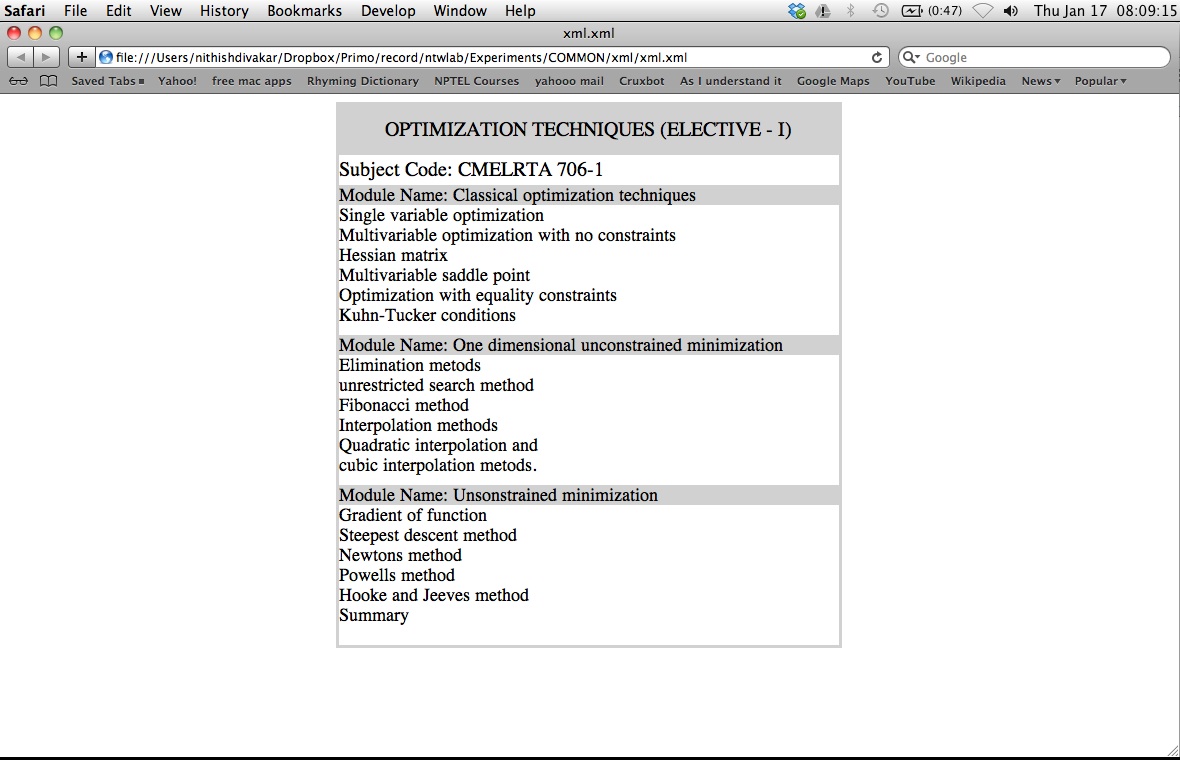 Safari File Edit View History Bookmarks Develop Window Help (0:47) Thu Jan 17 08:09:15
xml.xml
file:///Users/nithishdivakar/Dropbox/Primo/record/ntwlab/Experiments/COMMON/xml/xml.xml Google
Saved Tabs Yahoo! free mac apps Rhyming Dictionary NPTEL Courses yahooo mail Cruxbot As I understand it Google Maps YouTube Wikipedia News Popular
OPTIMIZATION TECHNIQUES (ELECTIVE - I)
Subject Code: CMELRTA 706-1
Module Name: Classical optimization techniques
Single variable optimization
Multivariable optimization with no constraints
Hessian matrix
Multivariable saddle point
Optimization with equality constraints
Kuhn-Tucker conditions
Module Name: One dimensional unconstrained minimization
Elimination metods
unrestricted search method
Fibonacci method
Interpolation methods
Quadratic interpolation and
cubic interpolation metods.
Module Name: Unsonstrained minimization
Gradient of function
Steepest descent method
Newtons method
Powells method
Hooke and Jeeves method
Summary